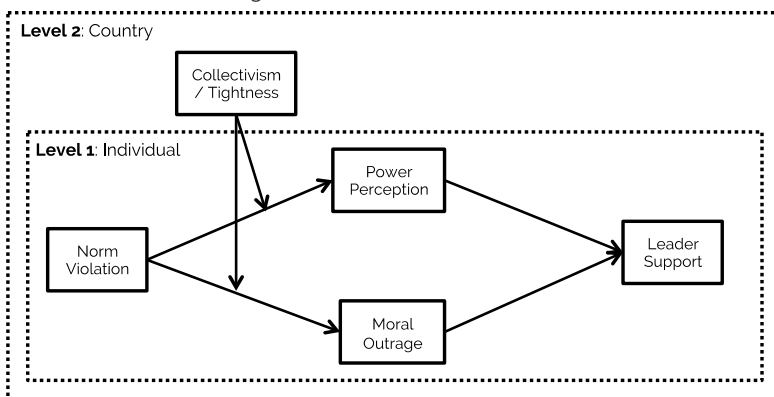 Level 2: Country
Collectivism
/ Tightness
Level 1: Individual
Power
Perception
Norm
Violation
Leader
Support
Moral
Outrage